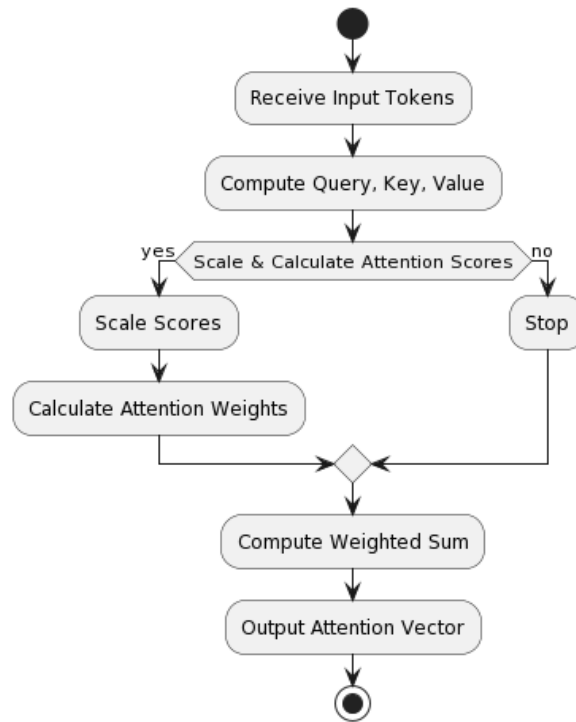 Receive Input Tokens
Compute Query, Key, Value
yes
Scale & Calculate Attention Scores
no
Scale Scores
Stop
Calculate Attention Weights
Compute Weighted Sum
Output Attention Vector